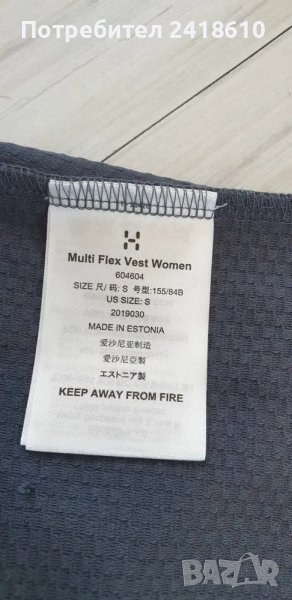 Потребител 2418610
Multi Flex Vest Women
604604
SIZE 尺/码: S 号型:155/84B
US SIZE: S
2019030
MADE IN ESTONIA
爱沙尼亚制造
愛沙尼亞製
エストニア製
KEEP AWAY FROM FIRE
BAZAR
.bg